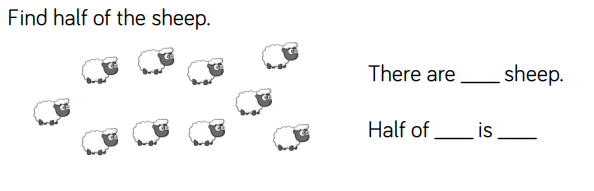 Find half of the sheep.
There are ____ sheep.
Half of ____ is ____